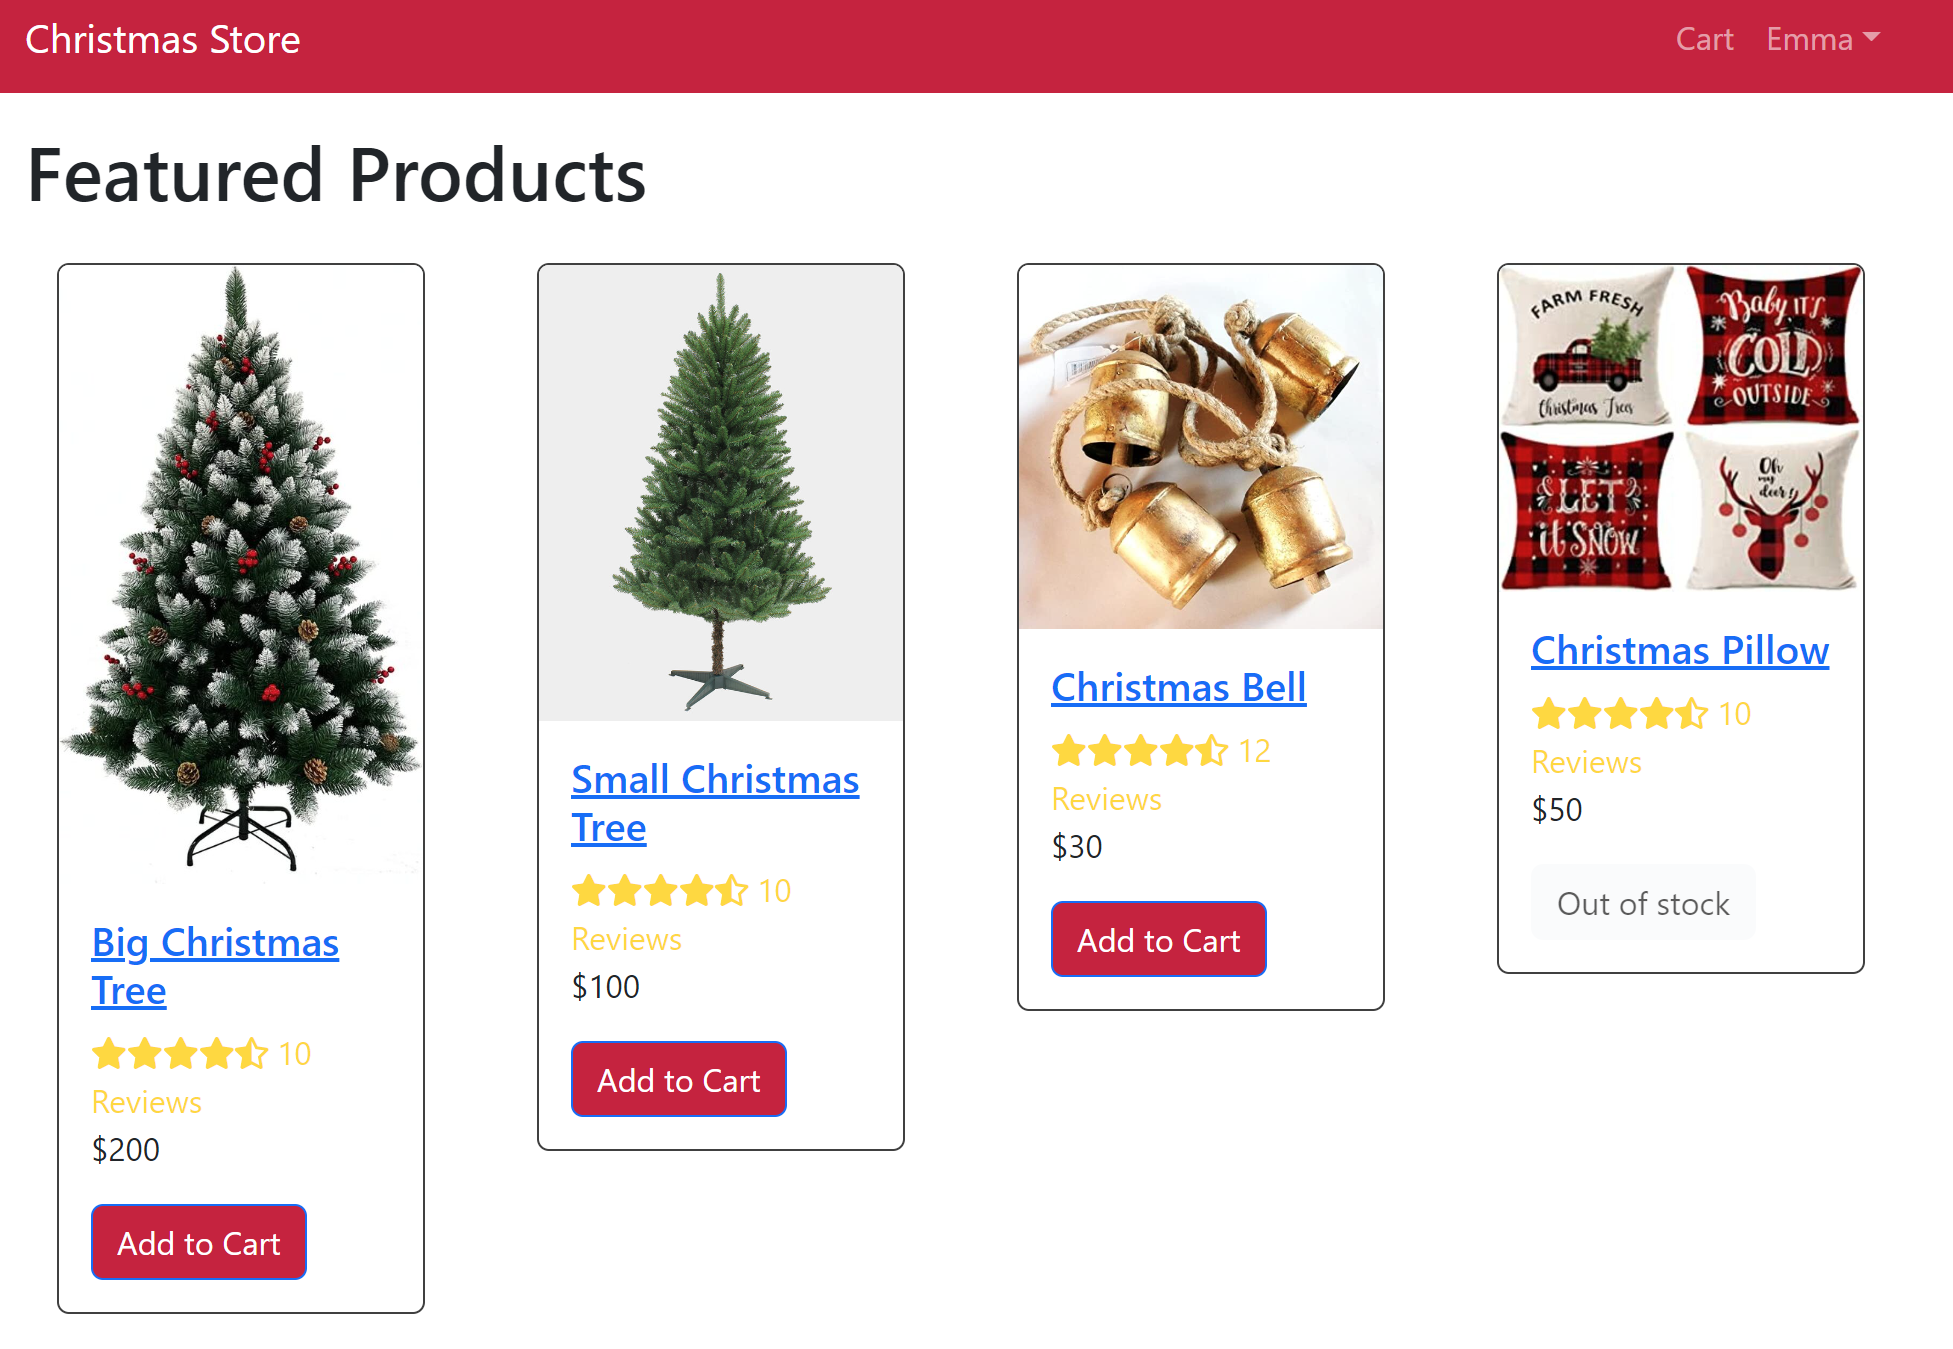 Christmas Store
Cart
Emma
Featured Products
Big Christmas
Tree
10
Reviews
$200
Add to Cart
Small Christmas
Tree
10
Reviews
$100
Add to Cart
Christmas Bell
12
Reviews
$30
Add to Cart
FARM FRESH
Christmas Trees
Baby IT'S
COLD
OUTSIDE
LET
it SNOW
Oh
my
deer!
Christmas Pillow
10
Reviews
$50
Out of stock